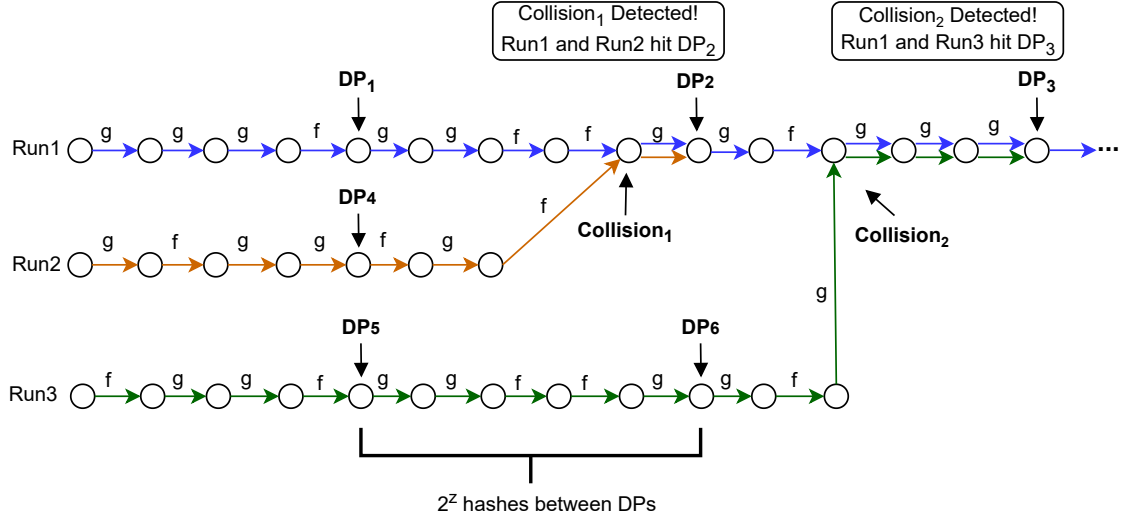 Collision₁ Detected!
Run1 and Run2 hit DP₂
Collision₂ Detected!
Run1 and Run3 hit DP₃
DP₁
DP2
DP₃
Run1 g g g f g g f f g g f g g g ...
DP4
f
Collision₁
Collision₂
Run2 g f g g f g
g
DP5
DP6
Run3 f g g f g g f f g g f
2ᶻ hashes between DPs